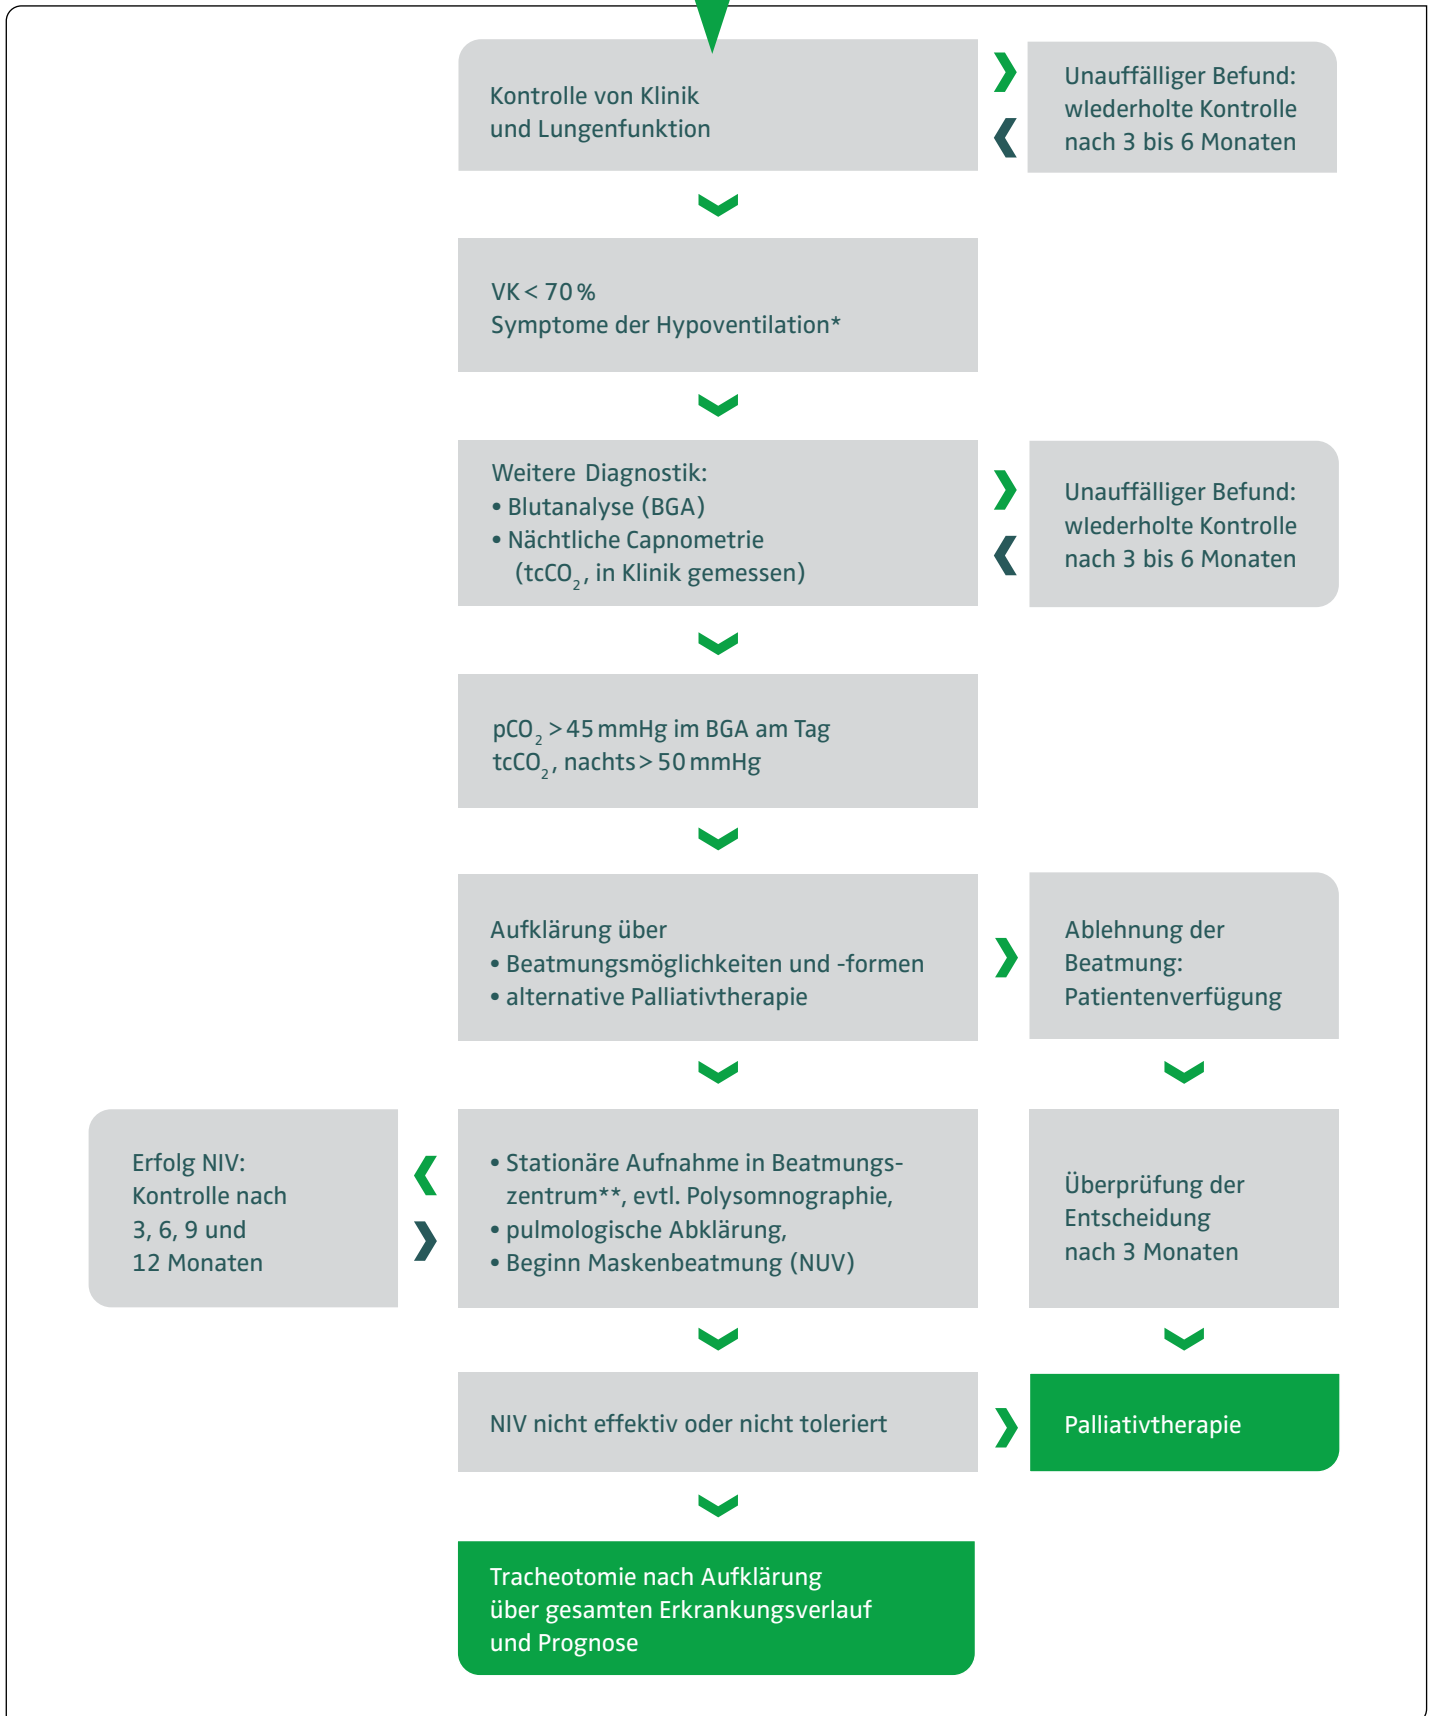 Kontrolle von Klinik
und Lungenfunktion
Unauffälliger Befund:
wIederholte Kontrolle
nach 3 bis 6 Monaten
VK < 70 %
Symptome der Hypoventilation*
Weitere Diagnostik:
• Blutanalyse (BGA)
• Nächtliche Capnometrie
(tcCO₂, in Klinik gemessen)
Unauffälliger Befund:
wIederholte Kontrolle
nach 3 bis 6 Monaten
pCO₂ > 45 mmHg im BGA am Tag
tcCO₂, nachts > 50 mmHg
Aufklärung über
• Beatmungsmöglichkeiten und -formen
• alternative Palliativtherapie
Ablehnung der
Beatmung:
Patientenverfügung
Erfolg NIV:
Kontrolle nach
3, 6, 9 und
12 Monaten
• Stationäre Aufnahme in Beatmungs-
zentrum**, evtl. Polysomnographie,
• pulmologische Abklärung,
• Beginn Maskenbeatmung (NUV)
Überprüfung der
Entscheidung
nach 3 Monaten
NIV nicht effektiv oder nicht toleriert
Palliativtherapie
Tracheotomie nach Aufklärung
über gesamten Erkrankungsverlauf
und Prognose